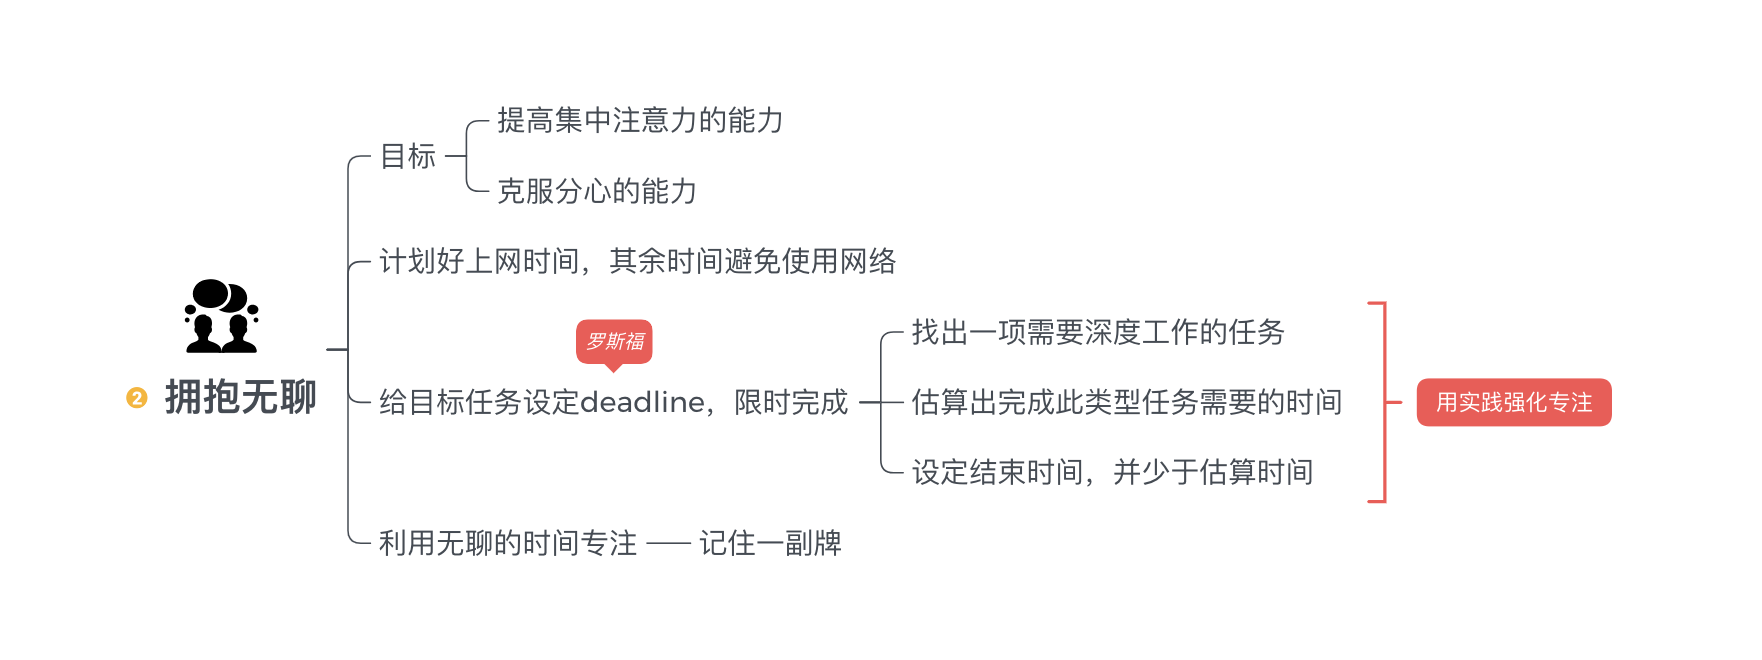 提高集中注意力的能力
目标
克服分心的能力
计划好上网时间，其余时间避免使用网络
找出一项需要深度工作的任务
罗斯福
2 拥抱无聊
给目标任务设定deadline，限时完成
估算出完成此类型任务需要的时间
用实践强化专注
设定结束时间，并少于估算时间
利用无聊的时间专注
记住一副牌